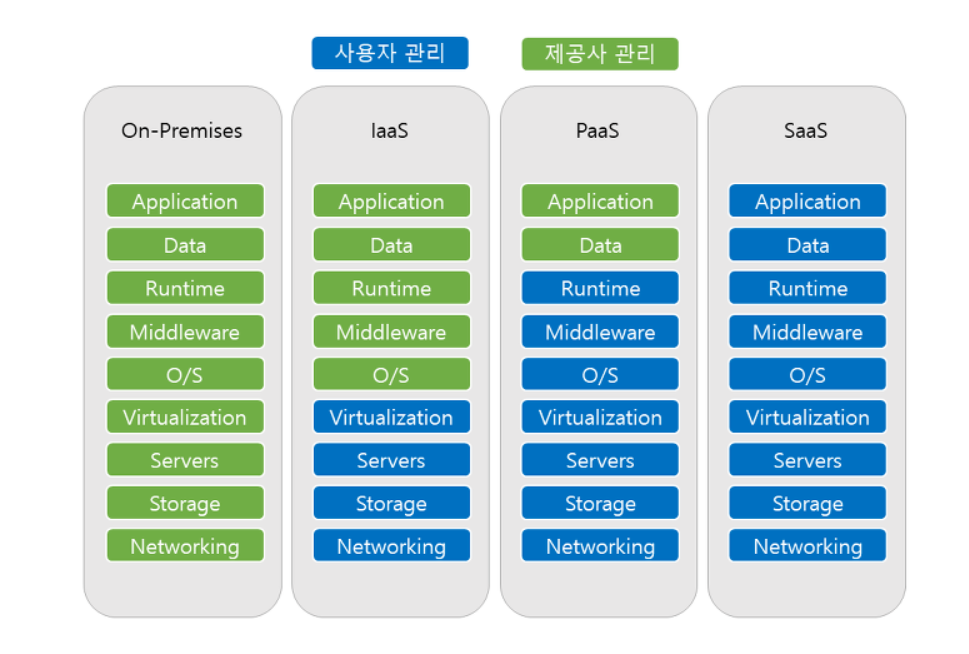 사용자 관리
제공사 관리
On-Premises
Application
Data
Runtime
Middleware
O/S
Virtualization
Servers
Storage
Networking
IaaS
Application
Data
Runtime
Middleware
O/S
Virtualization
Servers
Storage
Networking
PaaS
Application
Data
Runtime
Middleware
O/S
Virtualization
Servers
Storage
Networking
SaaS
Application
Data
Runtime
Middleware
O/S
Virtualization
Servers
Storage
Networking